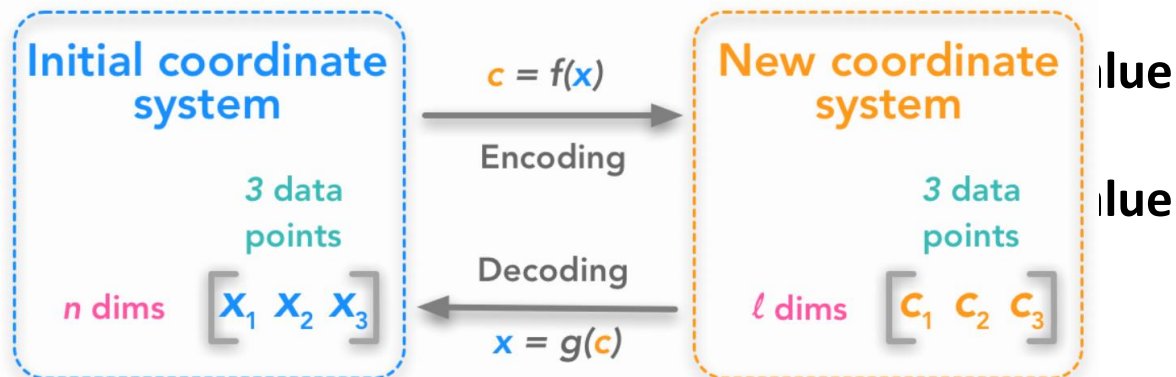 Initial coordinate
system
3 data
points
n dims [x₁ x₂ x₃]
c = f(x)
Encoding
Decoding
x = g(c)
New coordinate
system
3 data
points
ℓ dims [c₁ c₂ c₃]